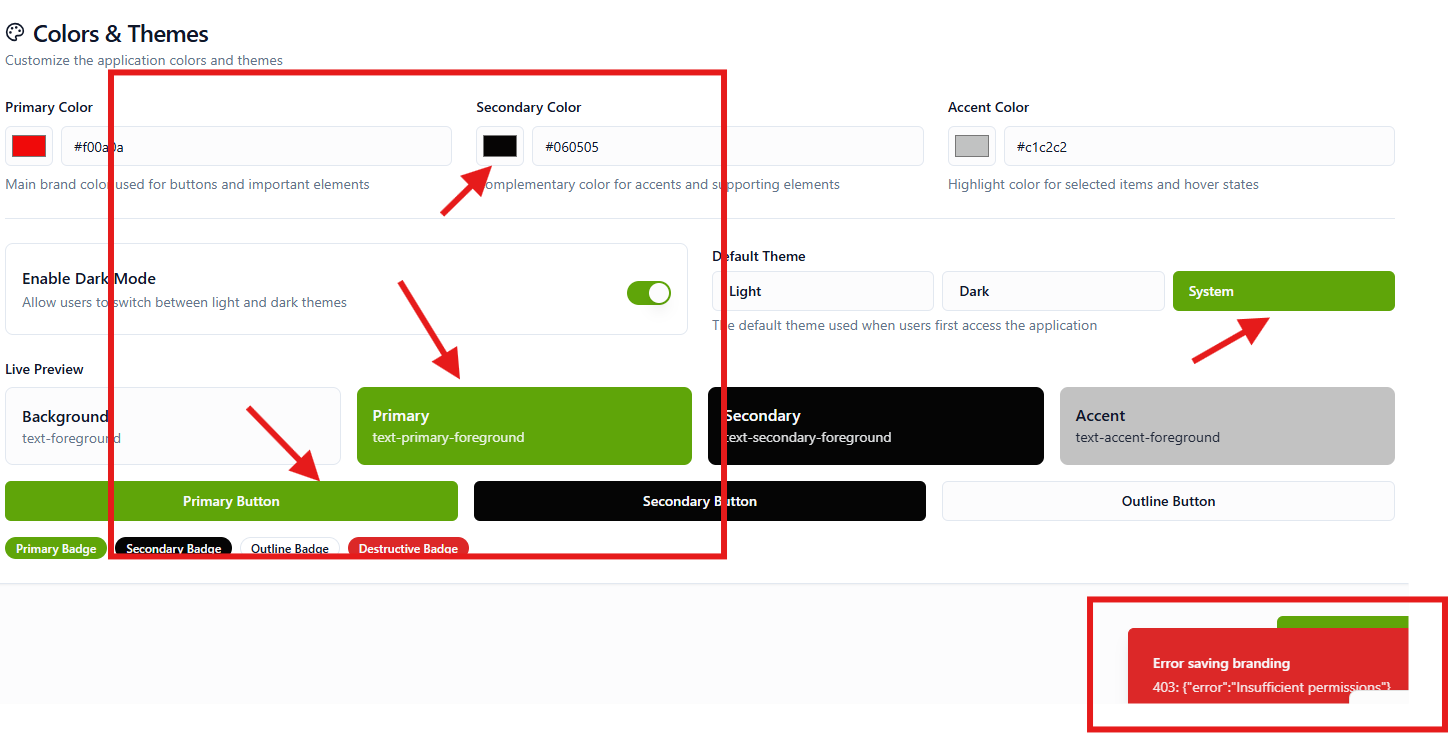 Colors & Themes
Customize the application colors and themes
Primary Color
#f00a0a
Main brand color used for buttons and important elements
Secondary Color
#060505
Complementary color for accents and supporting elements
Accent Color
#c1c2c2
Highlight color for selected items and hover states
Enable Dark Mode
Allow users to switch between light and dark themes
Default Theme
Light
Dark
System
The default theme used when users first access the application
Live Preview
Background
text-foreground
Primary
text-primary-foreground
Secondary
text-secondary-foreground
Accent
text-accent-foreground
Primary Button
Secondary Button
Outline Button
Primary Badge
Secondary Badge
Outline Badge
Destructive Badge
Error saving branding
403: {"error":"Insufficient permissions"}